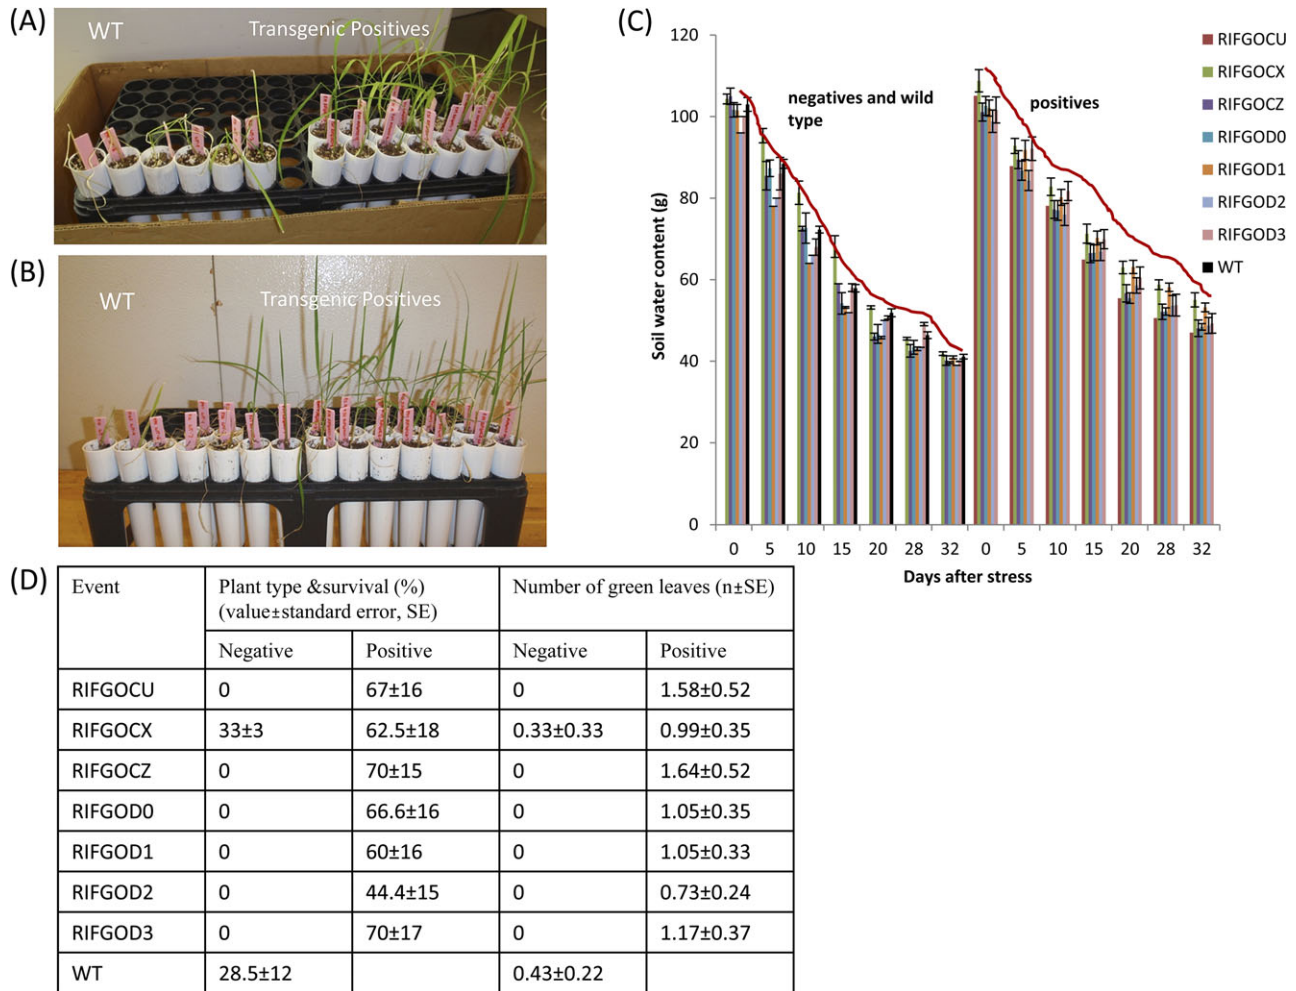 (A)
WT
Transgenic Positives
(B)
WT
Transgenic Positives
(C)
120
100
80
60
40
20
0
Soil water content (g)
negatives and wild
type
positives
0 5 10 15 20 28 32 0 5 10 15 20 28 32
Days after stress
RIFGOCU
RIFGOCX
RIFGOCZ
RIFGOD0
RIFGOD1
RIFGOD2
RIFGOD3
WT
(D)
Event Plant type &survival (%) Number of green leaves (n±SE)
(value±standard error, SE)
Negative Positive Negative Positive
RIFGOCU 0 67±16 0 1.58±0.52
RIFGOCX 33±3 62.5±18 0.33±0.33 0.99±0.35
RIFGOCZ 0 70±15 0 1.64±0.52
RIFGOD0 0 66.6±16 0 1.05±0.35
RIFGOD1 0 60±16 0 1.05±0.33
RIFGOD2 0 44.4±15 0 0.73±0.24
RIFGOD3 0 70±17 0 1.17±0.37
WT 28.5±12 0.43±0.22